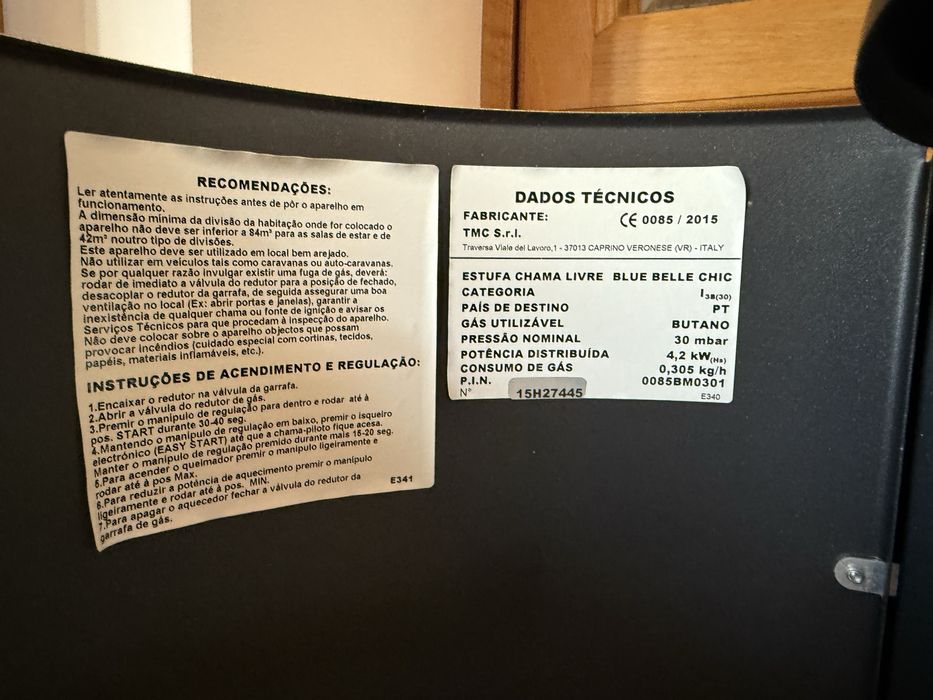 RECOMENDAÇÕES:
Ler atentamente as instruções antes de pôr o aparelho em
funcionamento.
A dimensão mínima da divisão da habitação onde for colocado o
aparelho não deve ser inferior a 84m³ para as salas de estar e de
42m³ noutro tipo de divisões.
Este aparelho deve ser utilizado em local bem arejado.
Não utilizar em veículos tais como caravanas ou auto-caravanas.
Se por qualquer razão invulgar existir uma fuga de gás, deverá:
rodar de imediato a válvula do redutor para a posição de fechado,
desacoplar o redutor da garrafa, de seguida assegurar uma boa
ventilação no local (Ex: abrir portas e janelas), garantir a
inexistência de qualquer chama ou fonte de ignição e avisar os
Serviços Técnicos para que procedam à inspecção do aparelho.
Não deve colocar sobre o aparelho objectos que possam
provocar incêndios (cuidado especial com cortinas, tecidos,
papéis, materiais inflamáveis, etc.).
INSTRUÇÕES DE ACENDIMENTO E REGULAÇÃO:
1.Encaixar o redutor na válvula da garrafa.
2.Abrir a válvula do redutor de gás.
3.Premir o manípulo de regulação para dentro e rodar até à
pos. START durante 30-40 seg.
4.Mantendo o manípulo de regulação em baixo, premir o isqueiro
electrónico (EASY START) até que a chama-piloto fique acesa.
Manter o manípulo de regulação premido durante mais 15-20 seg.
5.Para acender o queimador premir o manípulo ligeiramente e
rodar até à pos Max.
6.Para reduzir a potência de aquecimento premir o manípulo
ligeiramente e rodar até à pos. MIN.
7.Para apagar o aquecedor fechar a válvula do redutor da
garrafa de gás.
E341
DADOS TÉCNICOS
FABRICANTE: CE 0085 / 2015
TMC S.r.l.
Traversa Viale del Lavoro,1 - 37013 CAPRINO VERONESE (VR) - ITALY
ESTUFA CHAMA LIVRE BLUE BELLE CHIC
CATEGORIA I3B(30)
PAÍS DE DESTINO PT
GÁS UTILIZÁVEL BUTANO
PRESSÃO NOMINAL 30 mbar
POTÊNCIA DISTRIBUÍDA 4,2 kW(Hs)
CONSUMO DE GÁS 0,305 kg/h
P.I.N. 0085BM0301
N° 15H27445 E340